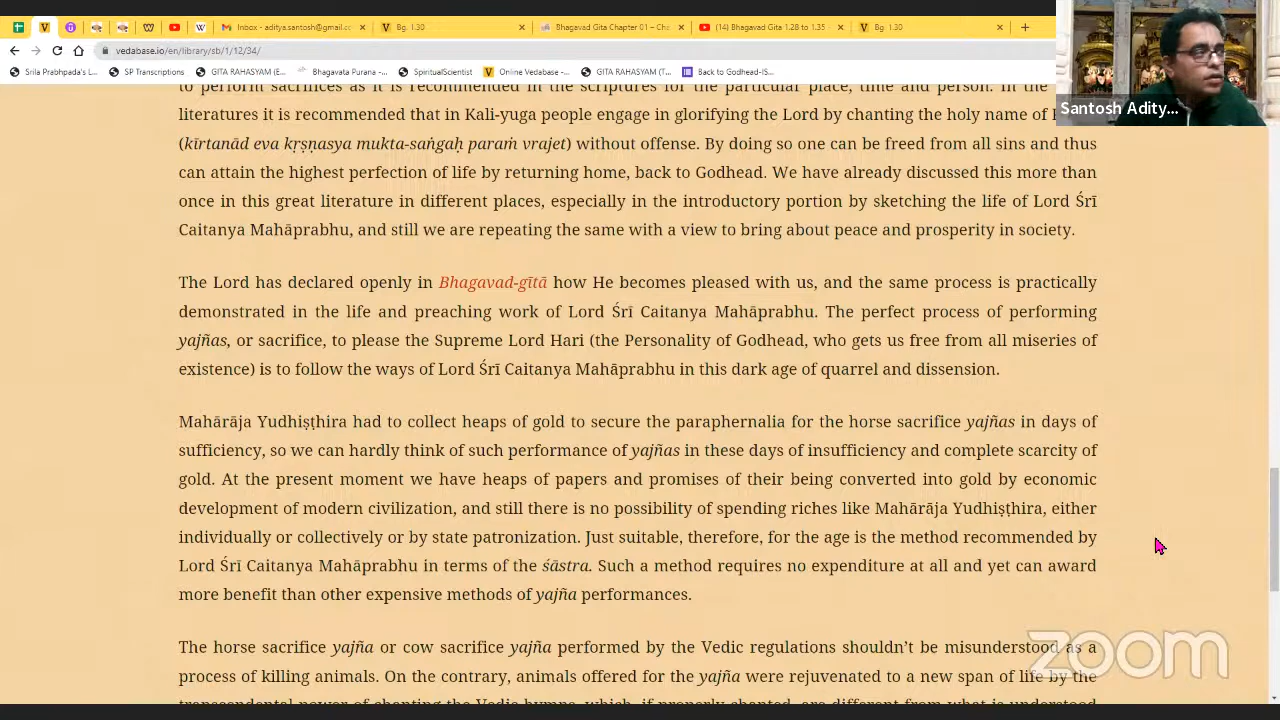 Inbox - aditya.santosh@gmail.cc
Bg. 1.30
Bhagavad Gita Chapter 01 – Cha
(14) Bhagavad Gita 1.28 to 1.35
Bg. 1.30
vedabase.io/en/library/sb/1/12/34/
Srila Prabhpada's L...
SP Transcriptions
GITA RAHASYAM (E...
Bhagavata Purana -...
SpiritualScientist
Online Vedabase -...
GITA RAHASYAM (T...
Back to Godhead-IS...
Santosh Adity...
to perform sacrifices as it is recommended in the scriptures for the particular place, time and person. In the
literatures it is recommended that in Kali-yuga people engage in glorifying the Lord by chanting the holy name of
(kīrtanād eva kṛṣṇasya mukta-saṅgaḥ paraṁ vrajet) without offense. By doing so one can be freed from all sins and thus
can attain the highest perfection of life by returning home, back to Godhead. We have already discussed this more than
once in this great literature in different places, especially in the introductory portion by sketching the life of Lord Śrī
Caitanya Mahāprabhu, and still we are repeating the same with a view to bring about peace and prosperity in society.
The Lord has declared openly in Bhagavad-gītā how He becomes pleased with us, and the same process is practically
demonstrated in the life and preaching work of Lord Śrī Caitanya Mahāprabhu. The perfect process of performing
yajñas, or sacrifice, to please the Supreme Lord Hari (the Personality of Godhead, who gets us free from all miseries of
existence) is to follow the ways of Lord Śrī Caitanya Mahāprabhu in this dark age of quarrel and dissension.
Mahārāja Yudhiṣṭhira had to collect heaps of gold to secure the paraphernalia for the horse sacrifice yajñas in days of
sufficiency, so we can hardly think of such performance of yajñas in these days of insufficiency and complete scarcity of
gold. At the present moment we have heaps of papers and promises of their being converted into gold by economic
development of modern civilization, and still there is no possibility of spending riches like Mahārāja Yudhiṣṭhira, either
individually or collectively or by state patronization. Just suitable, therefore, for the age is the method recommended by
Lord Śrī Caitanya Mahāprabhu in terms of the śāstra. Such a method requires no expenditure at all and yet can award
more benefit than other expensive methods of yajña performances.
The horse sacrifice yajña or cow sacrifice yajña performed by the Vedic regulations shouldn't be misunderstood as a
process of killing animals. On the contrary, animals offered for the yajña were rejuvenated to a new span of life by the
transcendental power of chanting the Vedic hymns, which, if properly chanted, are different from what is understood
zoom